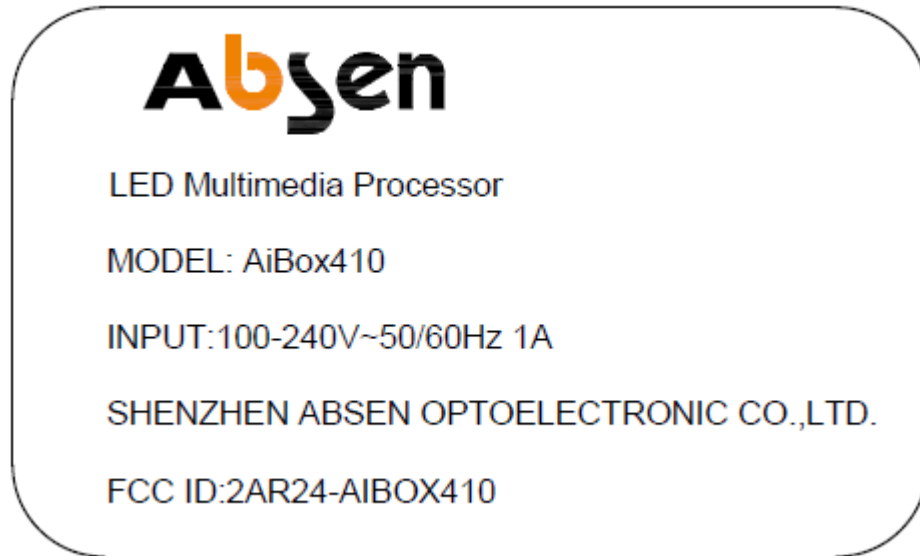 Absen
LED Multimedia Processor
MODEL: AiBox410
INPUT:100-240V~50/60Hz 1A
SHENZHEN ABSEN OPTOELECTRONIC CO.,LTD.
FCC ID:2AR24-AIBOX410